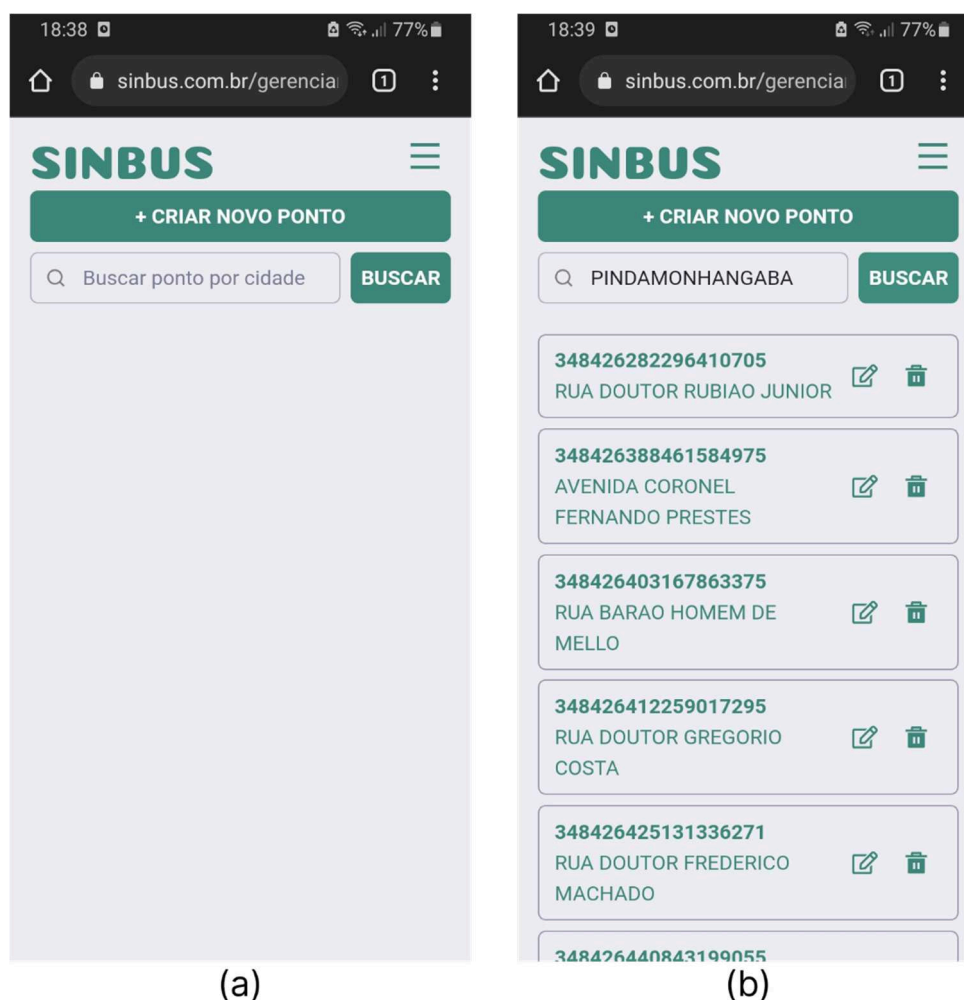 18:38
77%
sinbus.com.br/gerencia
1
SINBUS
+ CRIAR NOVO PONTO
Buscar ponto por cidade
BUSCAR
(a)
18:39
77%
sinbus.com.br/gerencia
1
SINBUS
+ CRIAR NOVO PONTO
PINDAMONHANGABA
BUSCAR
348426282296410705
RUA DOUTOR RUBIAO JUNIOR
348426388461584975
AVENIDA CORONEL
FERNANDO PRESTES
348426403167863375
RUA BARAO HOMEM DE
MELLO
348426412259017295
RUA DOUTOR GREGORIO
COSTA
348426425131336271
RUA DOUTOR FREDERICO
MACHADO
348426440843199055
(b)